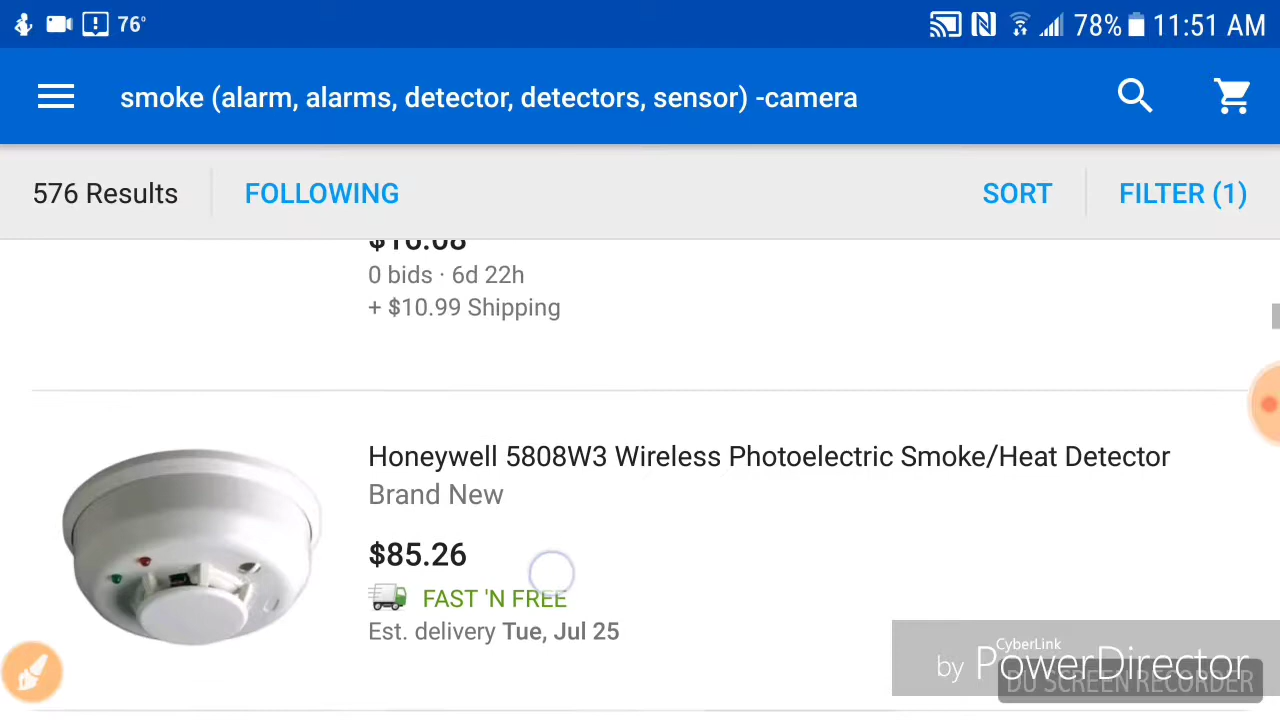 76°
78%
11:51 AM
smoke (alarm, alarms, detector, detectors, sensor) -camera
576 Results
FOLLOWING
SORT
FILTER (1)
$16.08
0 bids · 6d 22h
+ $10.99 Shipping
Honeywell 5808W3 Wireless Photoelectric Smoke/Heat Detector
Brand New
$85.26
FAST 'N FREE
Est. delivery Tue, Jul 25
CyberLink
by PowerDirector
DU SCREEN RECORDER